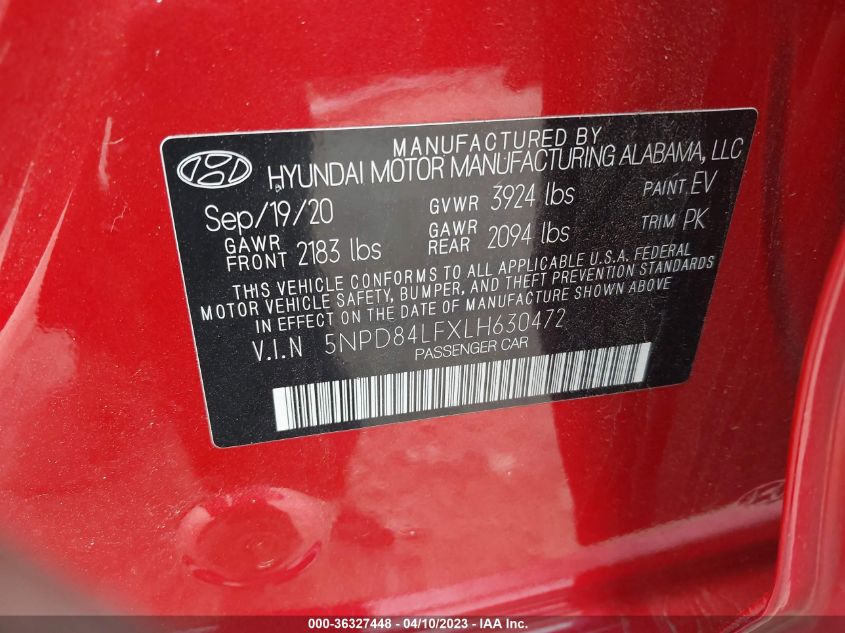 MANUFACTURED BY
HYUNDAI MOTOR MANUFACTURING ALABAMA, LLC
Sep/19/20 GVWR 3924 lbs PAINT EV
GAWR FRONT 2183 lbs GAWR REAR 2094 lbs TRIM PK
THIS VEHICLE CONFORMS TO ALL APPLICABLE U.S.A. FEDERAL
MOTOR VEHICLE SAFETY, BUMPER, AND THEFT PREVENTION STANDARDS
IN EFFECT ON THE DATE OF MANUFACTURE SHOWN ABOVE
V.I.N 5NPD84LFXLH630472
PASSENGER CAR
000-36327448 - 04/10/2023 - IAAI, Inc.